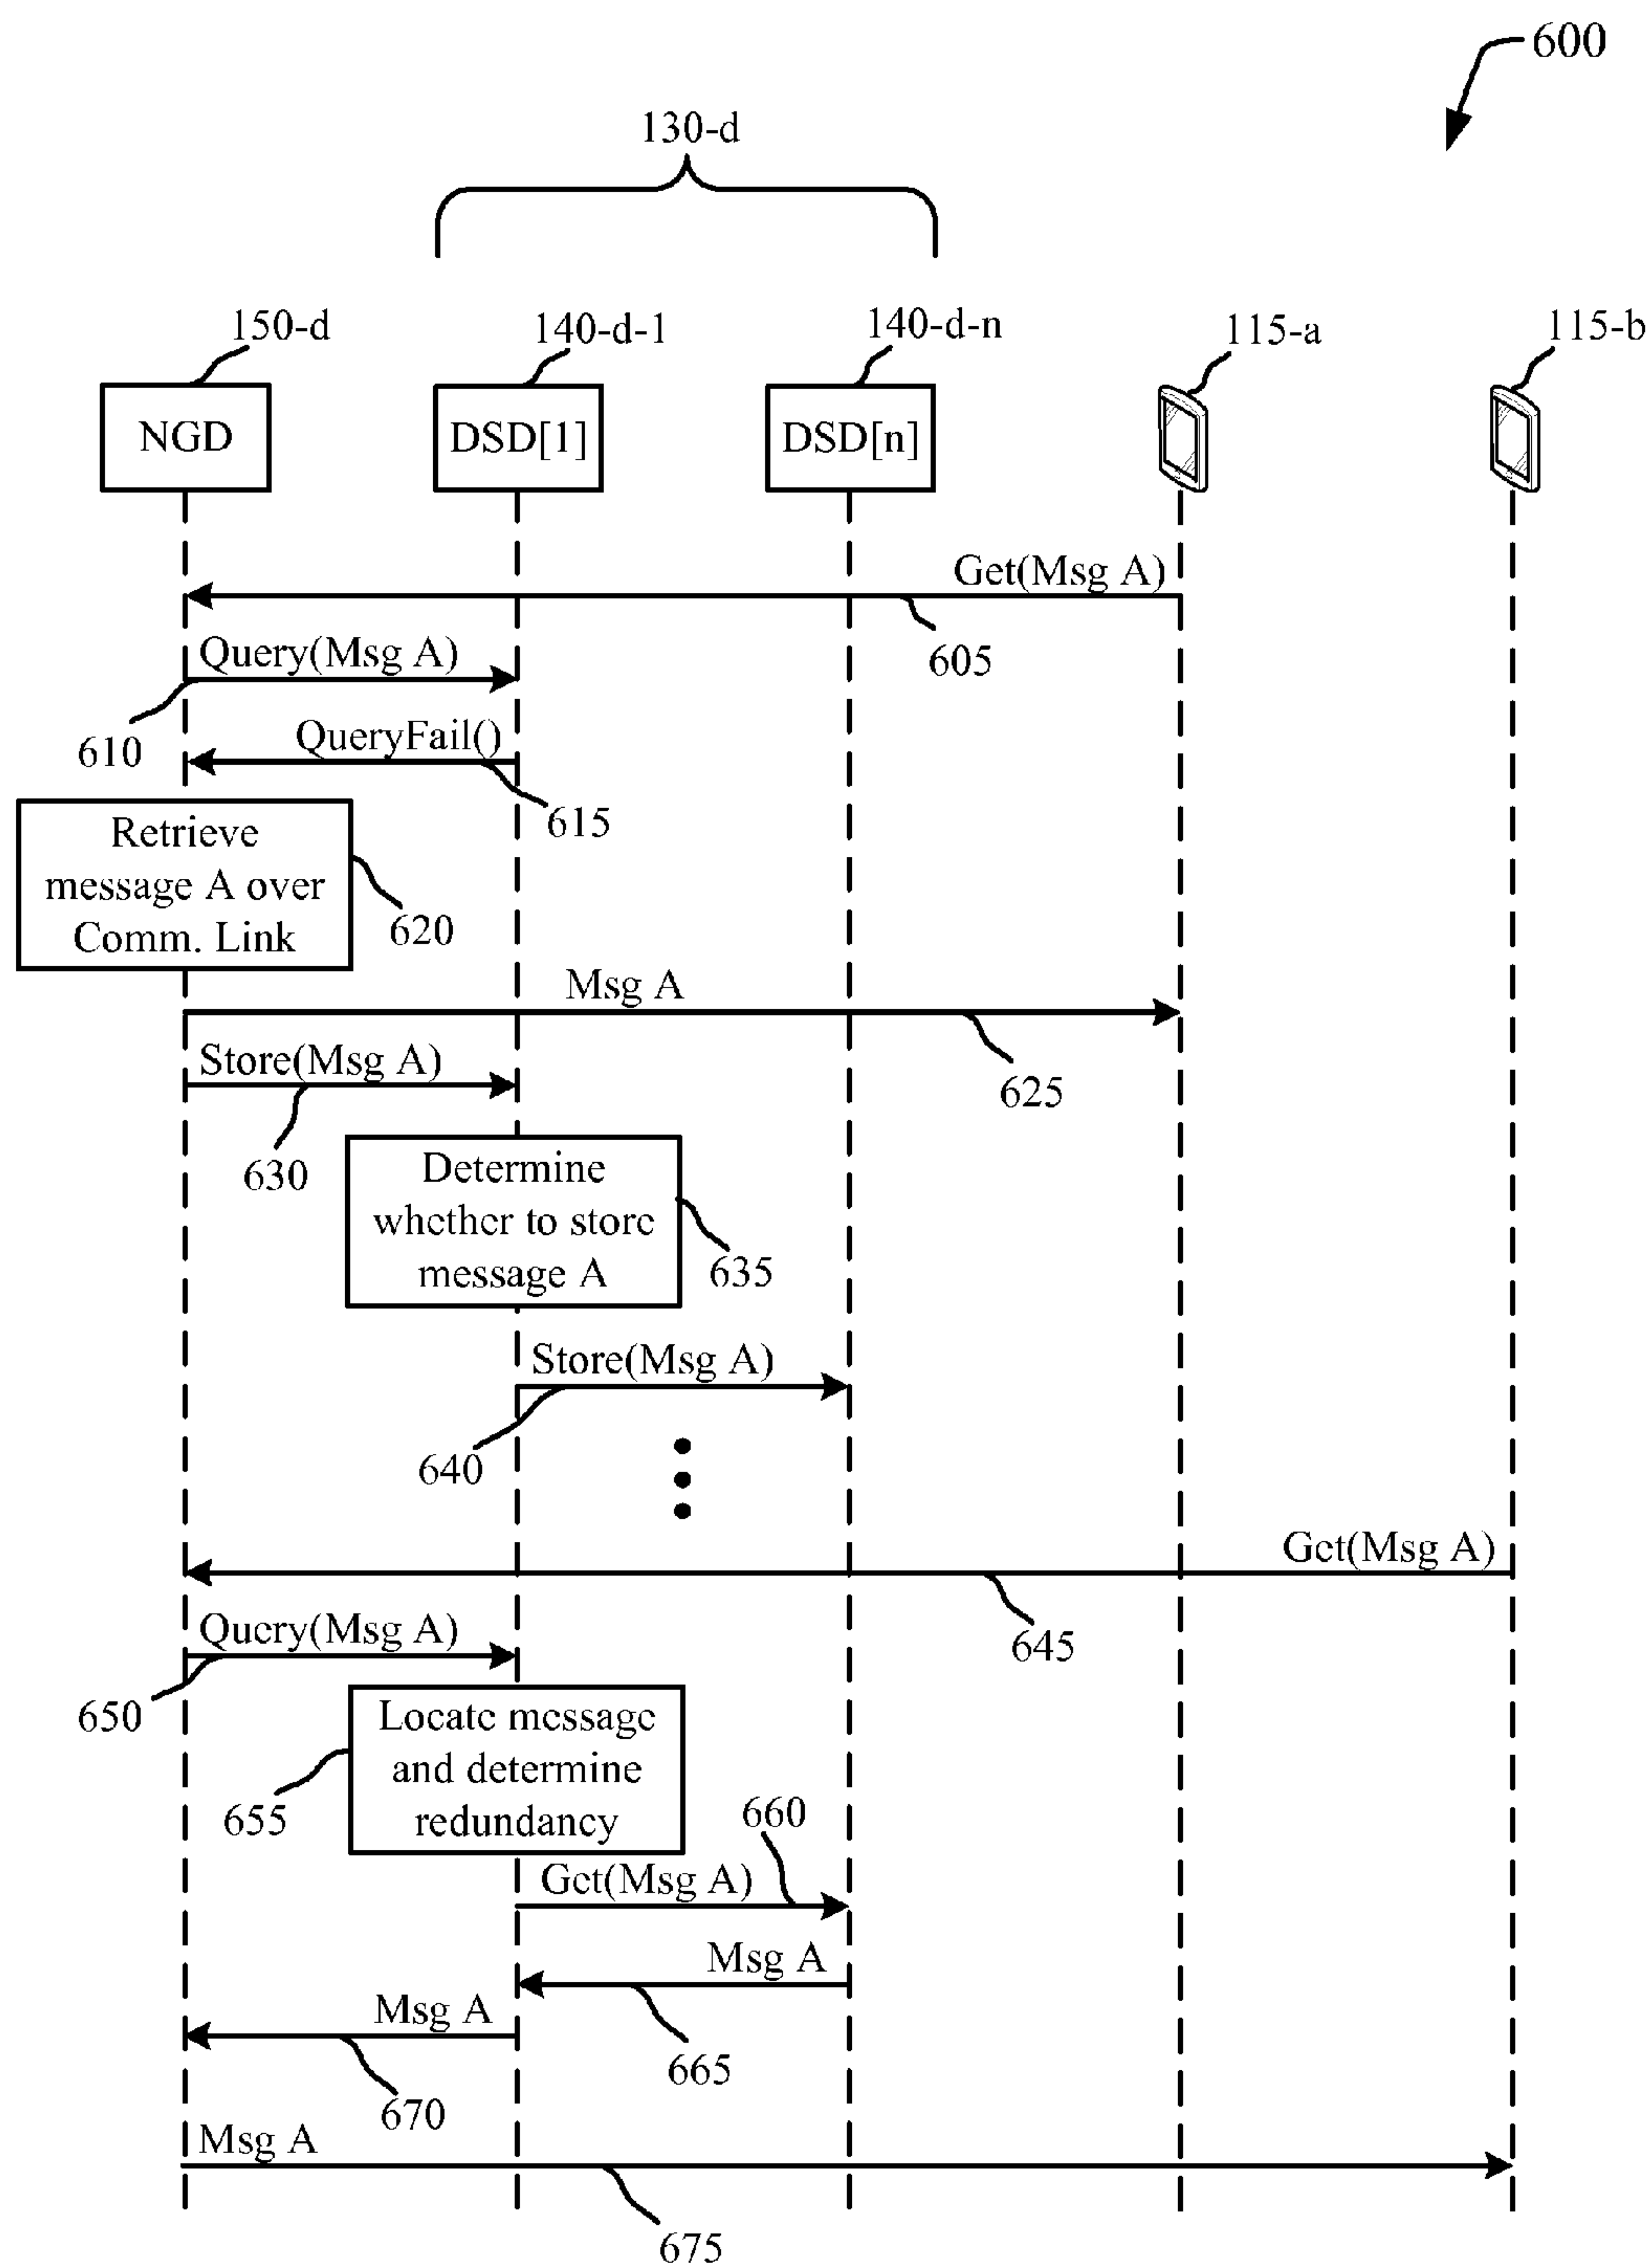 600
130-d
150-d
140-d-1
140-d-n
115-a
115-b
NGD
DSD[1]
DSD[n]
Get(Msg A)
605
Query(Msg A)
610
QueryFail()
615
Retrieve
message A over
Comm. Link
620
Msg A
625
Store(Msg A)
630
Determine
whether to store
message A
635
Store(Msg A)
640
Get(Msg A)
645
Query(Msg A)
650
Locate message
and determine
redundancy
655
660
Get(Msg A)
Msg A
665
Msg A
670
Msg A
675